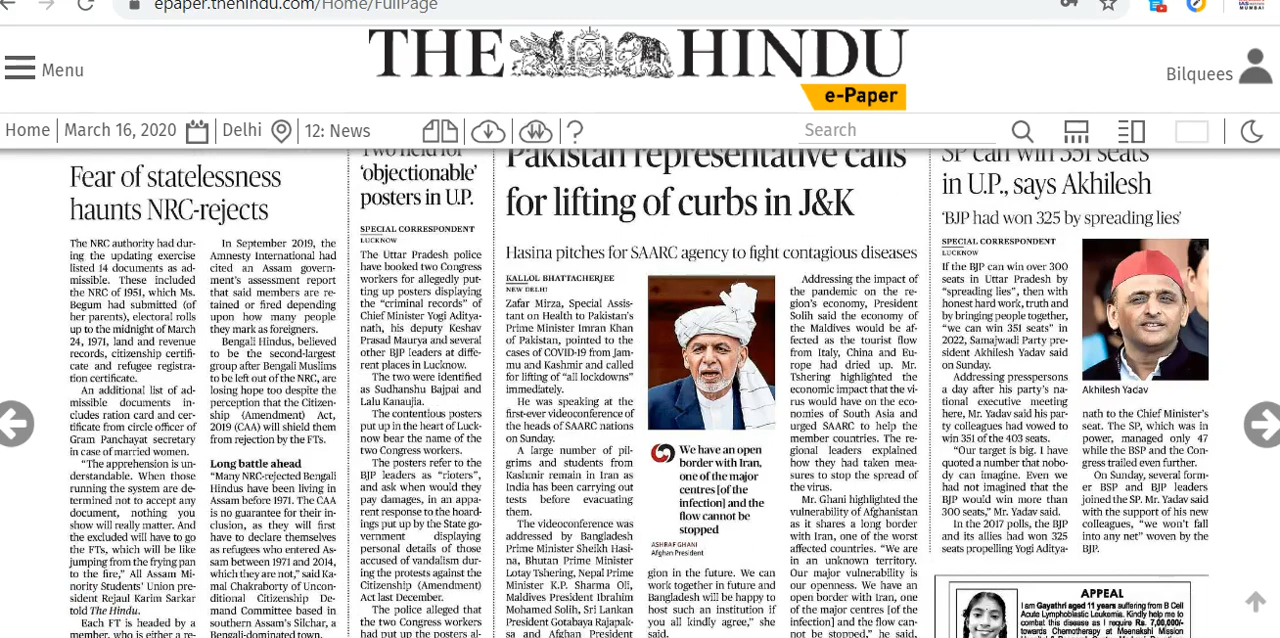 epaper.thehindu.com/Home/FullPage
Menu
THE HINDU
e-Paper
Bilquees
Home
March 16, 2020
Delhi
12: News
Search
Fear of statelessness
haunts NRC-rejects
The NRC authority had dur-
ing the updating exercise
listed 14 documents as ad-
missible. These included
the NRC of 1951, which Ms.
Begum had submitted (of
her parents), electoral rolls
up to the midnight of March
24, 1971, land and revenue
records, citizenship certifi-
cate and refugee registra-
tion certificate.
An additional list of ad-
missible documents in-
cludes ration card and cer-
tificate from circle officer of
Gram Panchayat secretary
in case of married women.
"The apprehension is un-
derstandable. When those
running the system are de-
termined not to accept any
document, nothing you
show will really matter. And
the excluded will have to go
the FTs, which will be like
jumping from the frying pan
to the fire," All Assam Mi-
nority Students' Union pre-
sident Rejaul Karim Sarkar
told The Hindu.
Each FT is headed by a
member, who is either a re-
In September 2019, the
Amnesty International had
cited an Assam govern-
ment's assessment report
that said members are re-
tained or fired depending
upon how many people
they mark as foreigners.
Bengali Hindus, believed
to be the second-largest
group after Bengali Muslims
to be left out of the NRC, are
losing hope too despite the
perception that the Citizen-
ship (Amendment) Act,
2019 (CAA) will shield them
from rejection by the FTs.
Long battle ahead
"Many NRC-rejected Bengali
Hindus have been living in
Assam before 1971. The CAA
is no guarantee for their in-
clusion, as they will first
have to declare themselves
as refugees who entered As-
sam between 1971 and 2014,
which they are not," said Ka-
mal Chakraborty of Uncon-
ditional Citizenship De-
mand Committee based in
southern Assam's Silchar, a
Bengali-dominated town.
Two held for
'objectionable'
posters in U.P.
SPECIAL CORRESPONDENT
LUCKNOW
The Uttar Pradesh police
have booked two Congress
workers for allegedly put-
ting up posters displaying
the "criminal records" of
Chief Minister Yogi Aditya-
nath, his deputy Keshav
Prasad Maurya and several
other BJP leaders at diffe-
rent places in Lucknow.
The two were identified
as Sudhanshu Bajpai and
Lalu Kanaujia.
The contentious posters
put up in the heart of Luck-
now bear the name of the
two Congress workers.
The posters refer to the
BJP leaders as "rioters",
and ask when would they
pay damages, in an appa-
rent response to the hoard-
ings put up by the State go-
vernment displaying
personal details of those
accused of vandalism dur-
ing the protests against the
Citizenship (Amendment)
Act last December.
The police alleged that
the two Congress workers
had put up the posters al-
Pakistan representative calls
for lifting of curbs in J&K
Hasina pitches for SAARC agency to fight contagious diseases
KALLOL BHATTACHERJEE
NEW DELHI
Zafar Mirza, Special Assis-
tant on Health to Pakistan's
Prime Minister Imran Khan
of Pakistan, pointed to the
cases of COVID-19 from Jam-
mu and Kashmir and called
for lifting of "all lockdowns"
immediately.
He was speaking at the
first-ever videoconference of
the heads of SAARC nations
on Sunday.
A large number of pil-
grims and students from
Kashmir remain in Iran as
India has been carrying out
tests before evacuating
them.
The videoconference was
addressed by Bangladesh
Prime Minister Sheikh Hasi-
na, Bhutan Prime Minister
Lotay Tshering, Nepal Prime
Minister K.P. Sharma Oli,
Maldives President Ibrahim
Mohamed Solih, Sri Lankan
President Gotabaya Rajapak-
sa and Afghan President
We have an open
border with Iran,
one of the major
centres [of the
infection] and the
flow cannot be
stopped
ASHRAF GHANI
Afghan President
gion in the future. We can
work together in future and
Bangladesh will be happy to
host such an institution if
you all kindly agree," she
said.
Addressing the impact of
the pandemic on the re-
gion's economy, President
Solih said the economy of
the Maldives would be af-
fected as the tourist flow
from Italy, China and Eu-
rope had dried up. Mr.
Tshering highlighted the
economic impact that the vi-
rus would have on the eco-
nomies of South Asia and
urged SAARC to help the
member countries. The re-
gional leaders explained
how they had taken mea-
sures to stop the spread of
the virus.
Mr. Ghani highlighted the
vulnerability of Afghanistan
as it shares a long border
with Iran, one of the worst
affected countries. "We are
in an unknown territory.
Our major vulnerability is
our openness. We have an
open border with Iran, one
of the major centres [of the
infection] and the flow can-
not be stopped," he said,
SP can win 351 seats
in U.P., says Akhilesh
'BJP had won 325 by spreading lies'
SPECIAL CORRESPONDENT
LUCKNOW
If the BJP can win over 300
seats in Uttar Pradesh by
"spreading lies", then with
honest hard work, truth and
by bringing people together,
"we can win 351 seats" in
2022, Samajwadi Party pre-
sident Akhilesh Yadav said
on Sunday.
Addressing presspersons
a day after his party's na-
tional executive meeting
here, Mr. Yadav said his par-
ty colleagues had vowed to
win 351 of the 403 seats.
"Our target is big. I have
quoted a number that nobo-
dy can imagine. Even we
had not imagined that the
BJP would win more than
300 seats," Mr. Yadav said.
In the 2017 polls, the BJP
and its allies had won 325
seats propelling Yogi Aditya-
Akhilesh Yadav
nath to the Chief Minister's
seat. The SP, which was in
power, managed only 47
while the BSP and the Con-
gress trailed even further.
On Sunday, several form-
er BSP and BJP leaders
joined the SP. Mr. Yadav said
with the support of his new
colleagues, "we won't fall
into any net" woven by the
BJP.
APPEAL
I am Gayathri aged 11 years suffering from B Cell
Acute Lymphoblastic Leukemia. Kindly help me to
combat this disease as I require Rs. 7,00,000/-
towards Chemotherapy at Meenakshi Mission